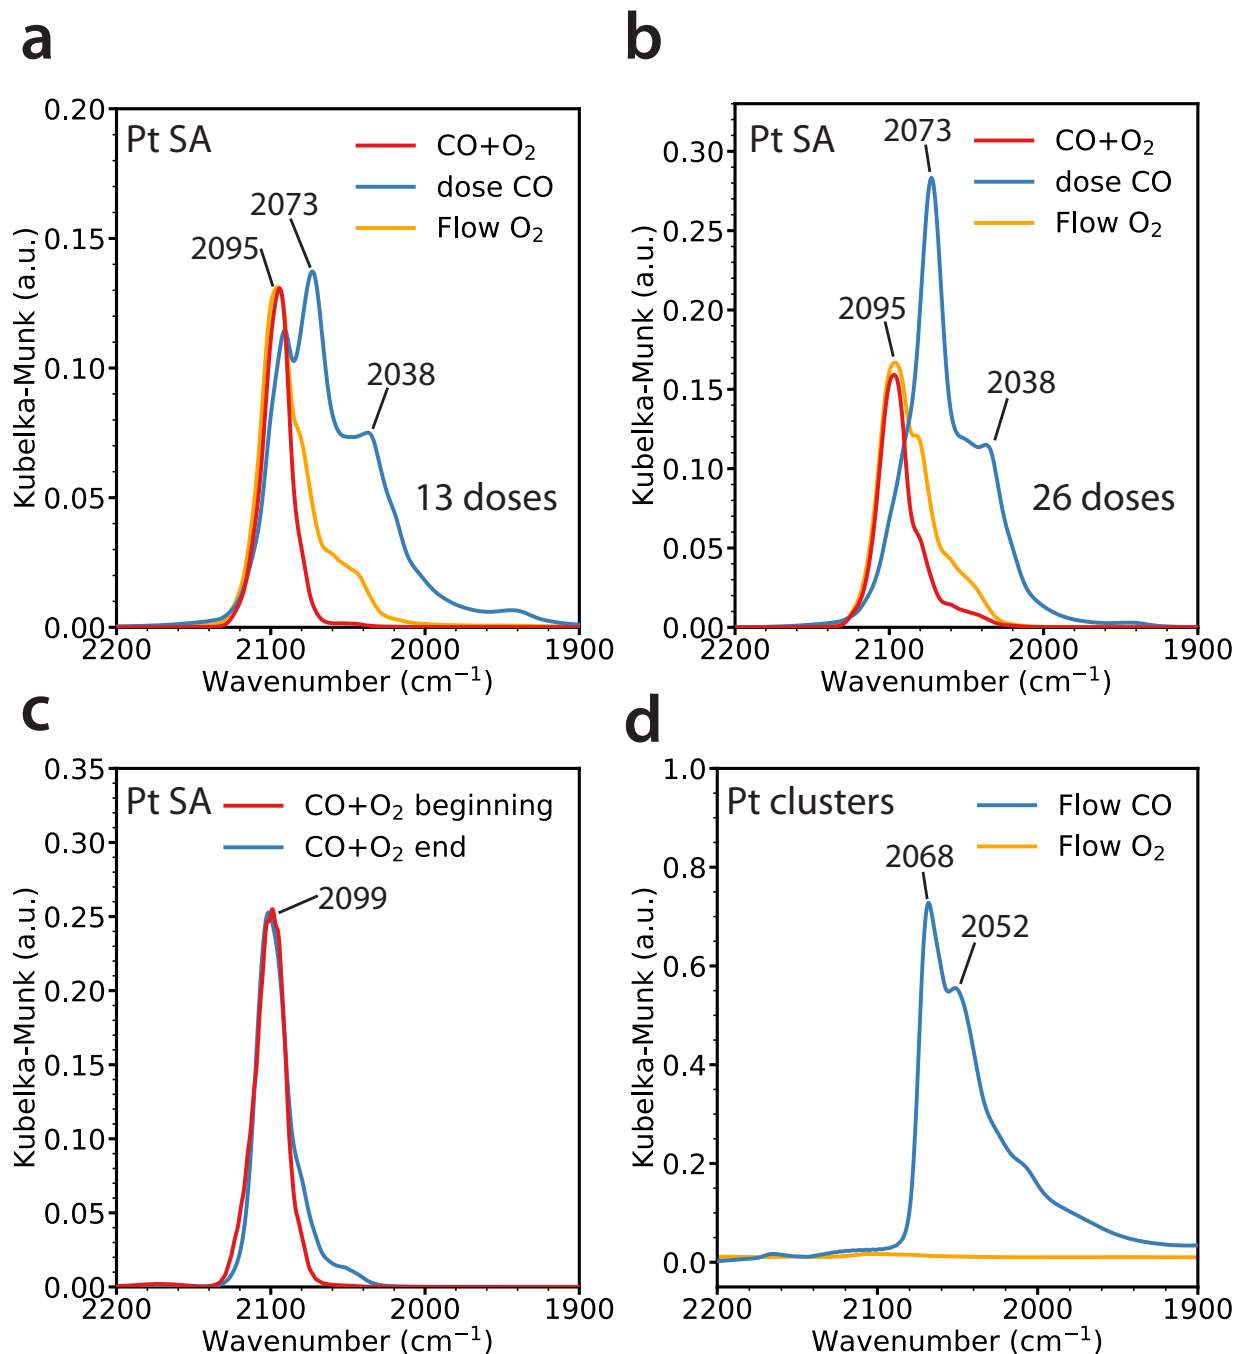 a
Pt SA
CO+O₂
dose CO
Flow O₂
2073
2095
2038
13 doses
0.20
0.15
0.10
0.05
0.00
Kubelka-Munk (a.u.)
2200
2100
2000
1900
Wavenumber (cm⁻¹)
b
Pt SA
CO+O₂
dose CO
Flow O₂
2073
2095
2038
26 doses
0.30
0.25
0.20
0.15
0.10
0.05
0.00
Kubelka-Munk (a.u.)
2200
2100
2000
1900
Wavenumber (cm⁻¹)
c
Pt SA
CO+O₂ beginning
CO+O₂ end
2099
0.35
0.30
0.25
0.20
0.15
0.10
0.05
0.00
Kubelka-Munk (a.u.)
2200
2100
2000
1900
Wavenumber (cm⁻¹)
d
Pt clusters
Flow CO
Flow O₂
2068
2052
1.0
0.8
0.6
0.4
0.2
0.0
Kubelka-Munk (a.u.)
2200
2100
2000
1900
Wavenumber (cm⁻¹)